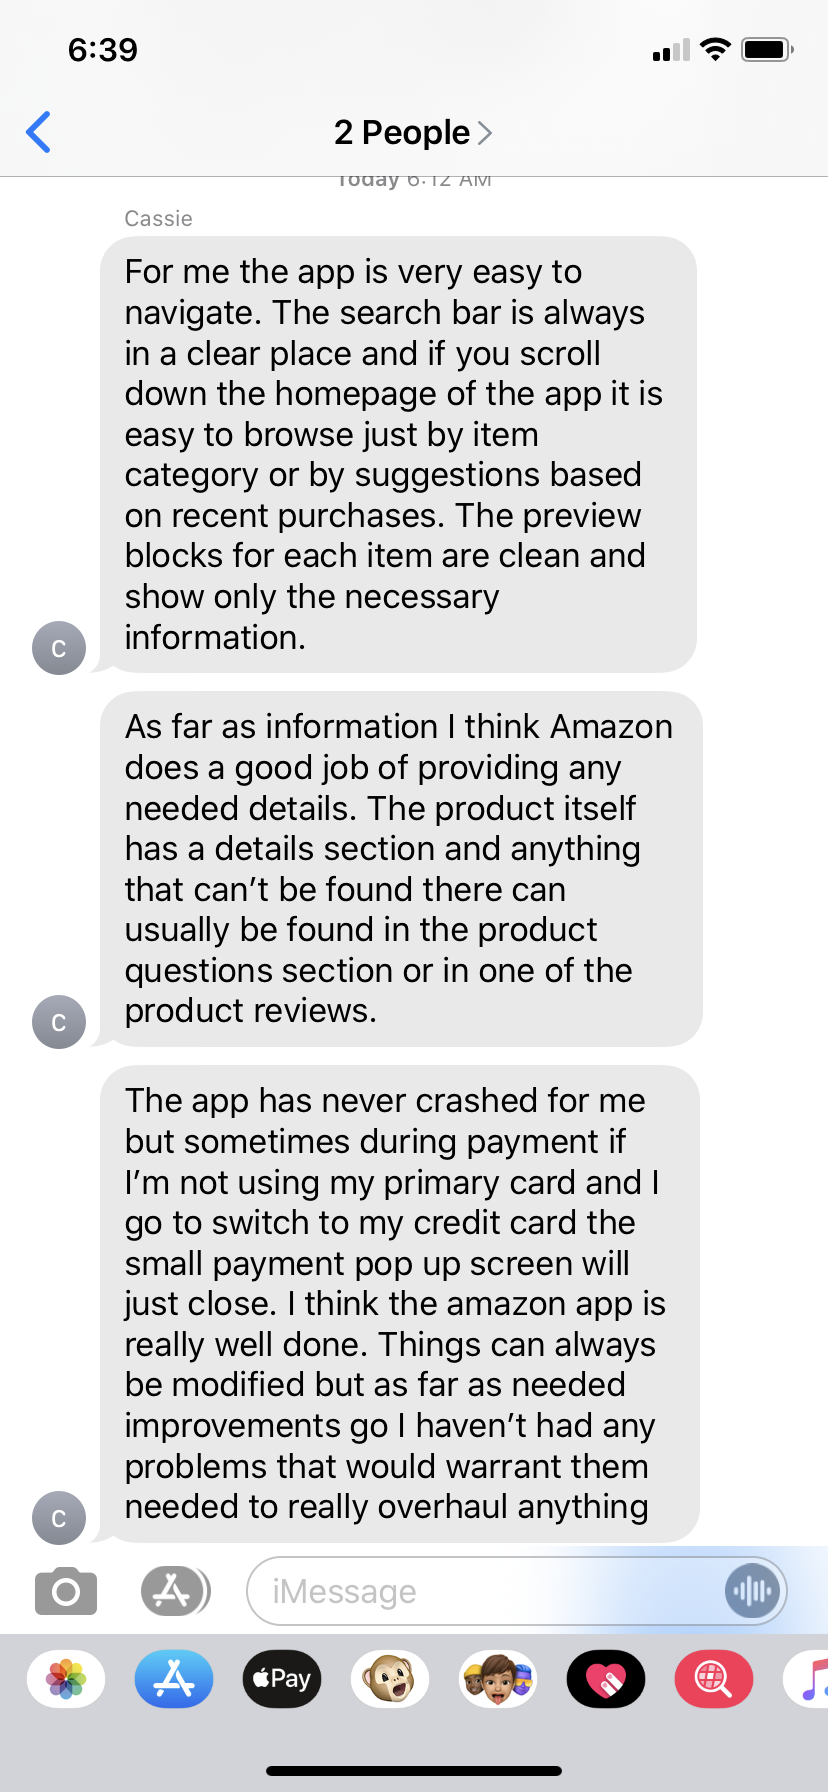 6:39
2 People
Today 6:12 AM
Cassie
For me the app is very easy to
navigate. The search bar is always
in a clear place and if you scroll
down the homepage of the app it is
easy to browse just by item
category or by suggestions based
on recent purchases. The preview
blocks for each item are clean and
show only the necessary
information.
C
As far as information I think Amazon
does a good job of providing any
needed details. The product itself
has a details section and anything
that can’t be found there can
usually be found in the product
questions section or in one of the
product reviews.
C
The app has never crashed for me
but sometimes during payment if
I’m not using my primary card and I
go to switch to my credit card the
small payment pop up screen will
just close. I think the amazon app is
really well done. Things can always
be modified but as far as needed
improvements go I haven’t had any
problems that would warrant them
needed to really overhaul anything
C
iMessage
Pay